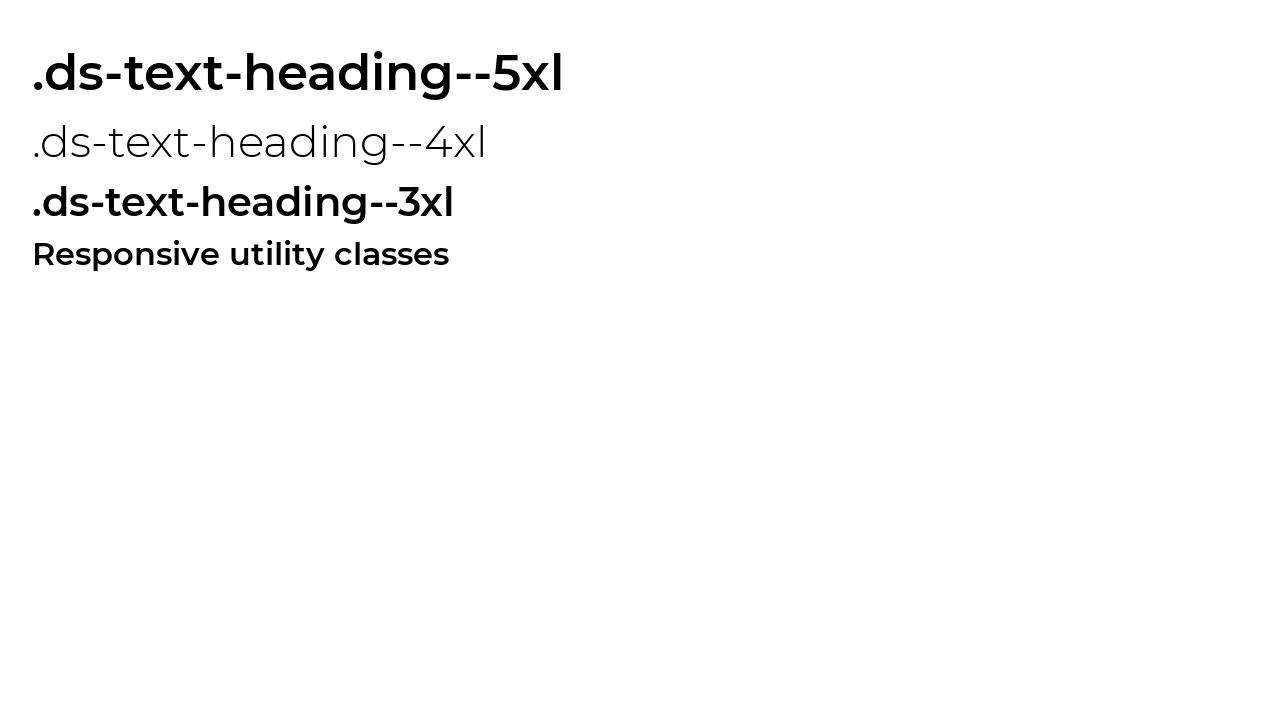 .ds-text-heading--5xl
.ds-text-heading--4xl
.ds-text-heading--3xl
Responsive utility classes